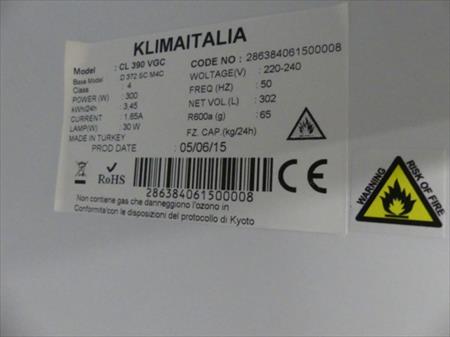 KLIMAITALIA
Model : CL 390 VGC CODE NO : 286384061500008
Base Model : D 372 SC M4C WOLTAGE(V) : 220-240
Class : 4 FREQ (HZ) : 50
POWER (W) : 300 NET VOL.(L) : 302
kWh/24h : 3,45 R600a (g) : 65
CURRENT : 1.65A FZ. CAP.(kg/24h)
LAMP(W) : 30 W
MADE IN TURKEY
PROD DATE : 05/06/15
RoHS
CE
286384061500008
Non contiene gas che danneggiono l'ozono in
Conformita/con le disposizioni del protocollo di Kyoto
WARNING
RISK OF FIRE